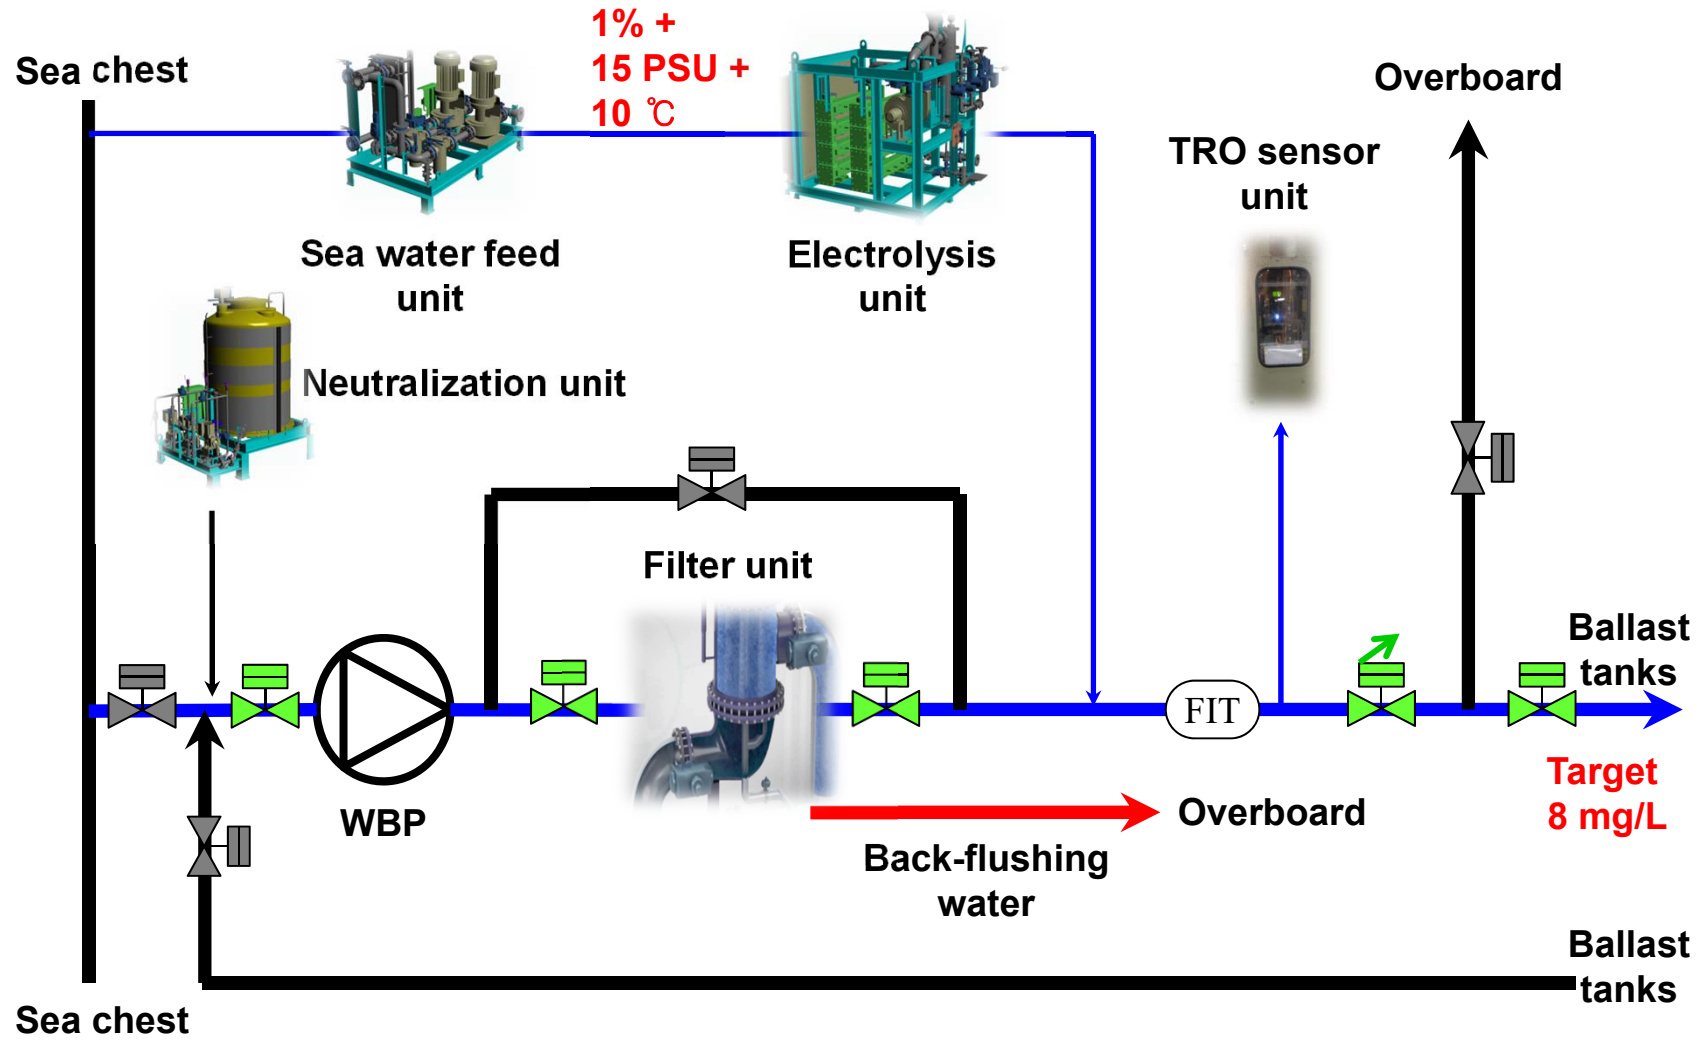 Sea chest
1% +
15 PSU +
10 ℃
Overboard
TRO sensor
unit
Sea water feed
unit
Electrolysis
unit
Neutralization unit
Filter unit
Ballast
tanks
FIT
Target
8 mg/L
WBP
Overboard
Back-flushing
water
Ballast
tanks
Sea chest